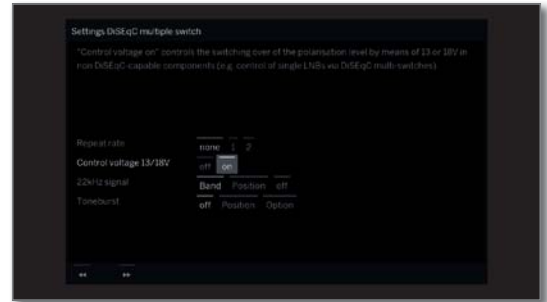 Settings DiSEqC multiple switch
"Control voltage on" controls the switching over of the polarisation level by means of 13 or 18V in
non DiSEqC-capable components (e.g. control of single LNBs via DiSEqC multi-switches).
Repeat rate none 1 2
Control voltage 13/18V off on
22kHz signal Band Position off
Toneburst off Position Option